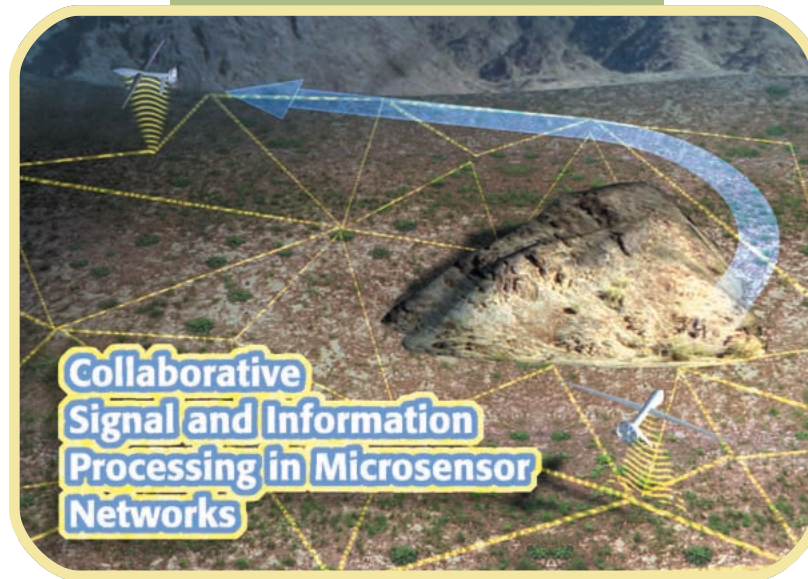 Collaborative
Signal and Information
Processing in Microsensor
Networks